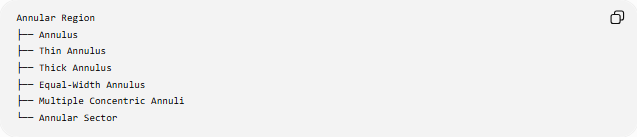 Annular Region
├── Annulus
├── Thin Annulus
├── Thick Annulus
├── Equal-Width Annulus
├── Multiple Concentric Annuli
└── Annular Sector